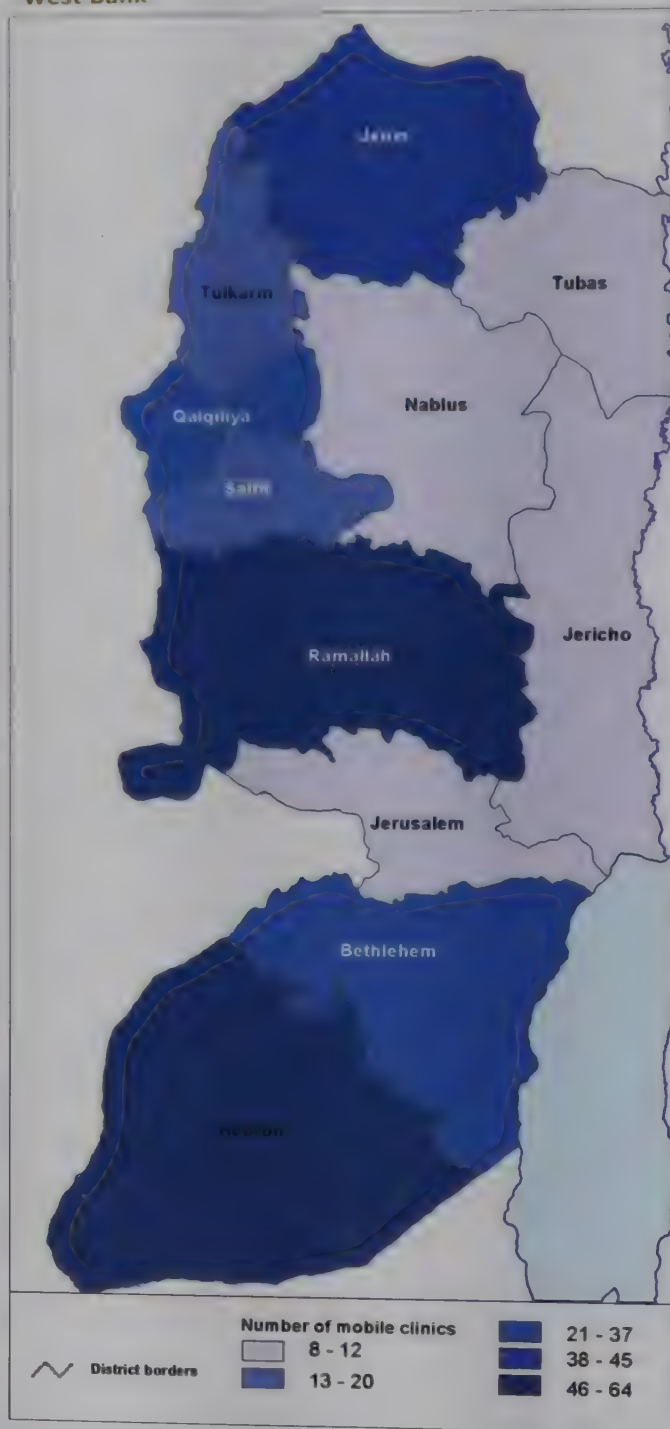 West Bank
Jenin
Tubas
Tulkarm
Nablus
Qalqiliya
Salfit
Jericho
Ramallah
Jerusalem
Bethlehem
Hebron
Number of mobile clinics
District borders
8 - 12
13 - 20
21 - 37
38 - 45
46 - 64